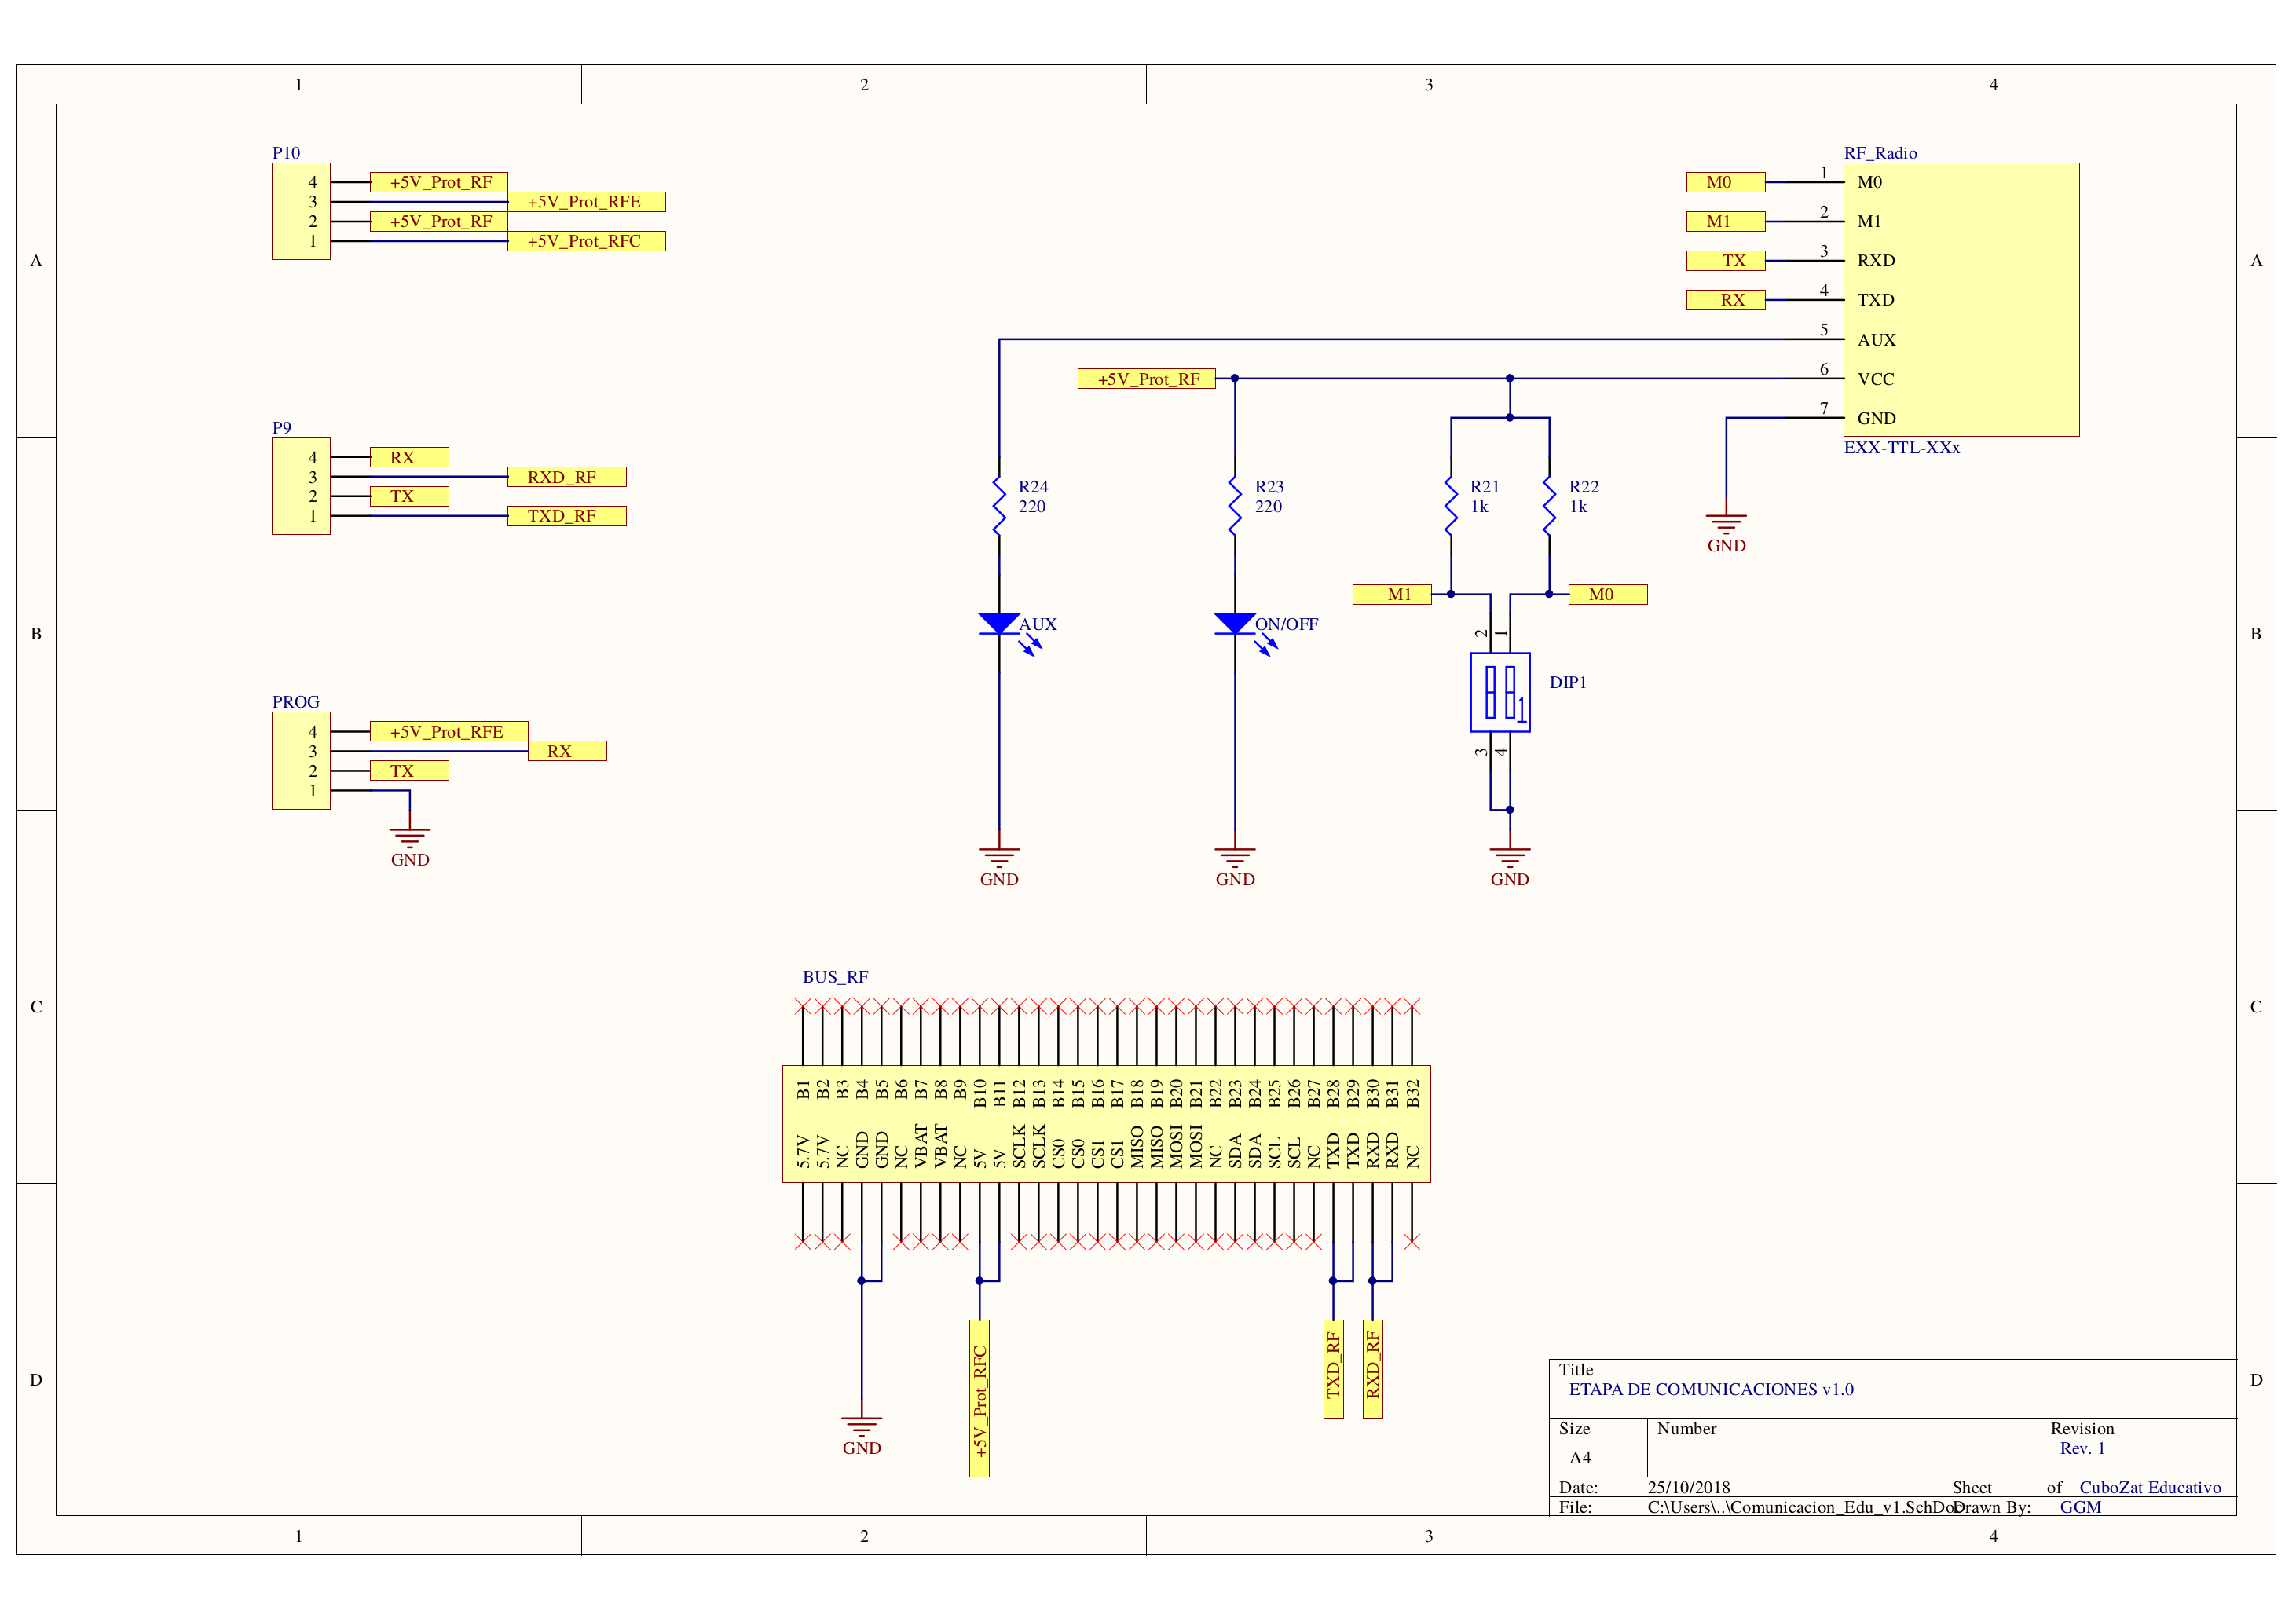 1 2 3 4
A A
B B
C C
D D
1 2 3 4
P10
4 +5V_Prot_RF
3 +5V_Prot_RFE
2 +5V_Prot_RF
1 +5V_Prot_RFC
P9
4 RX
3 RXD_RF
2 TX
1 TXD_RF
PROG
4 +5V_Prot_RFE
3 RX
2 TX
1
GND
RF_Radio
M0 1 M0
M1 2 M1
TX 3 RXD
RX 4 TXD
5 AUX
+5V_Prot_RF 6 VCC
7 GND
EXX-TTL-XXx
GND
R24
220
R23
220
R21
1k
R22
1k
AUX
ON/OFF
M1 M0
2 1
DIP1
1
3 4
GND
GND
GND
BUS_RF
B1 B2 B3 B4 B5 B6 B7 B8 B9 B10 B11 B12 B13 B14 B15 B16 B17 B18 B19 B20 B21 B22 B23 B24 B25 B26 B27 B28 B29 B30 B31 B32
5.7V 5.7V NC GND GND NC VBAT VBAT NC 5V 5V SCLK SCLK CS0 CS0 CS1 CS1 MISO MISO MOSI MOSI NC SDA SDA SCL SCL NC TXD TXD RXD RXD NC
GND
+5V_Prot_RFC
TXD_RF
RXD_RF
Title
ETAPA DE COMUNICACIONES v1.0
Size
A4
Number
Revision
Rev. 1
Date: 25/10/2018 Sheet of CuboZat Educativo
File: C:\Users\..\Comunicacion_Edu_v1.SchDoc Drawn By: GGM